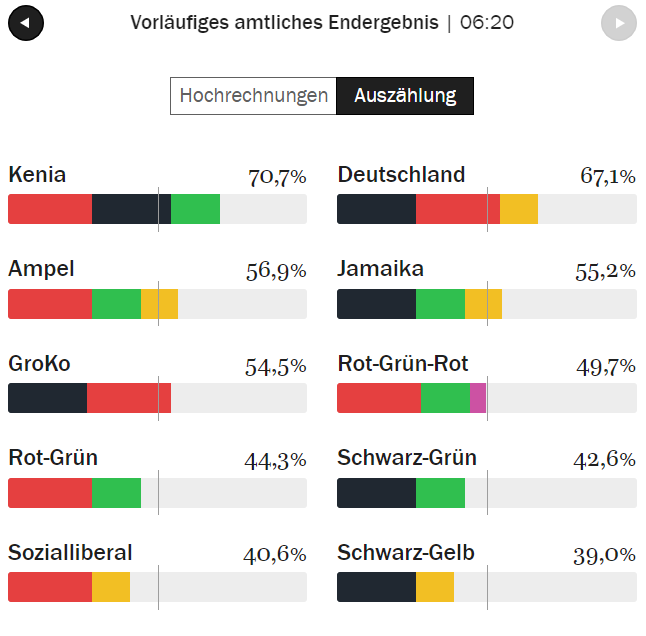 Vorläufiges amtliches Endergebnis | 06:20
Hochrechnungen Auszählung
Kenia 70,7%
Deutschland 67,1%
Ampel 56,9%
Jamaika 55,2%
GroKo 54,5%
Rot-Grün-Rot 49,7%
Rot-Grün 44,3%
Schwarz-Grün 42,6%
Sozialliberal 40,6%
Schwarz-Gelb 39,0%